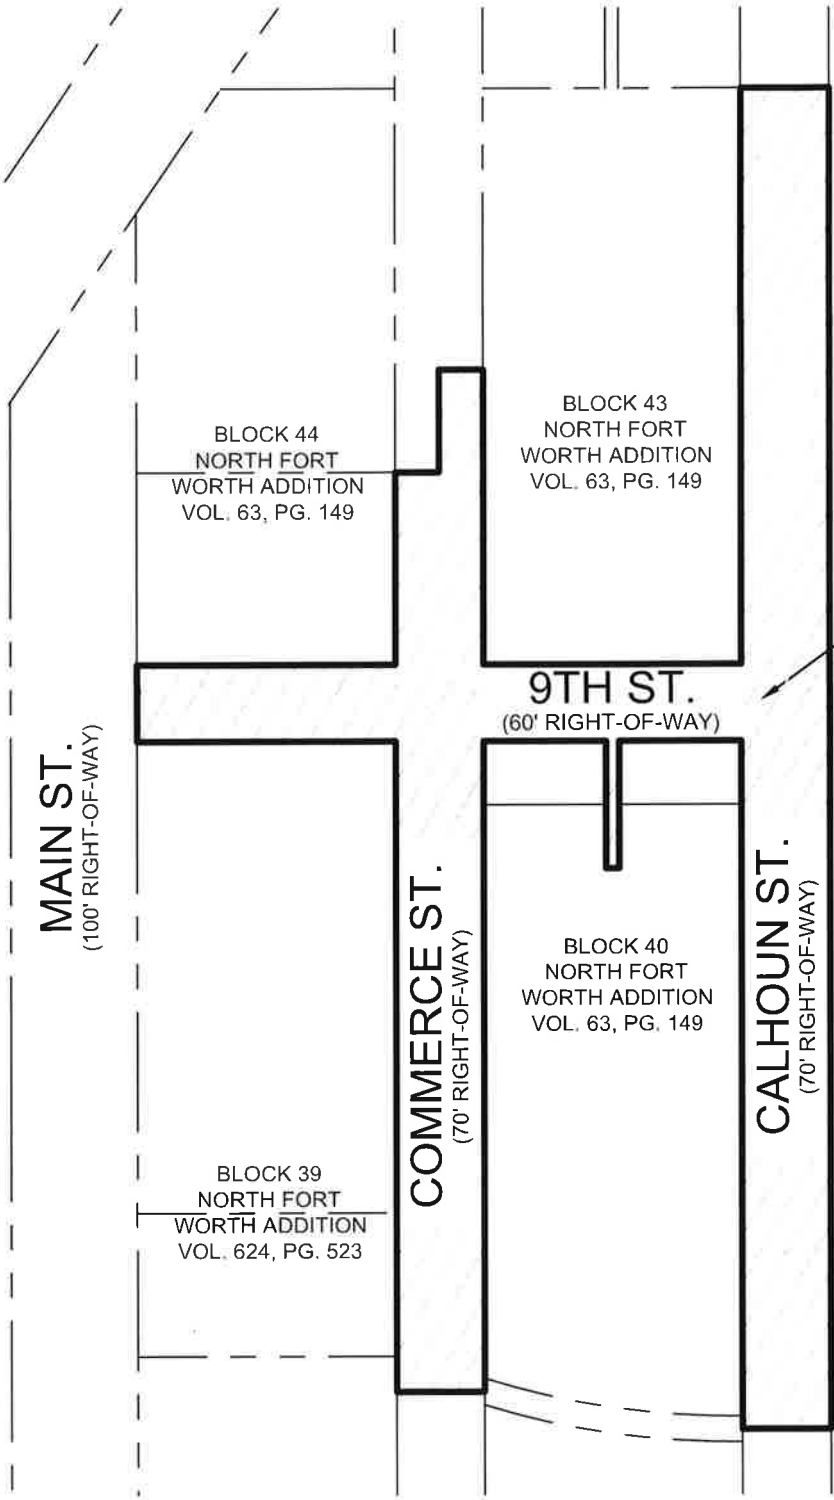 BLOCK 43
NORTH FORT
WORTH ADDITION
VOL. 63, PG. 149
BLOCK 44
NORTH FORT
WORTH ADDITION
VOL. 63, PG. 149
9TH ST.
(60' RIGHT-OF-WAY)
MAIN ST.
(100' RIGHT-OF-WAY)
COMMERCE ST.
(70' RIGHT-OF-WAY)
BLOCK 40
NORTH FORT
WORTH ADDITION
VOL. 63, PG. 149
CALHOUN ST.
(70' RIGHT-OF-WAY)
BLOCK 39
NORTH FORT
WORTH ADDITION
VOL. 624, PG. 523